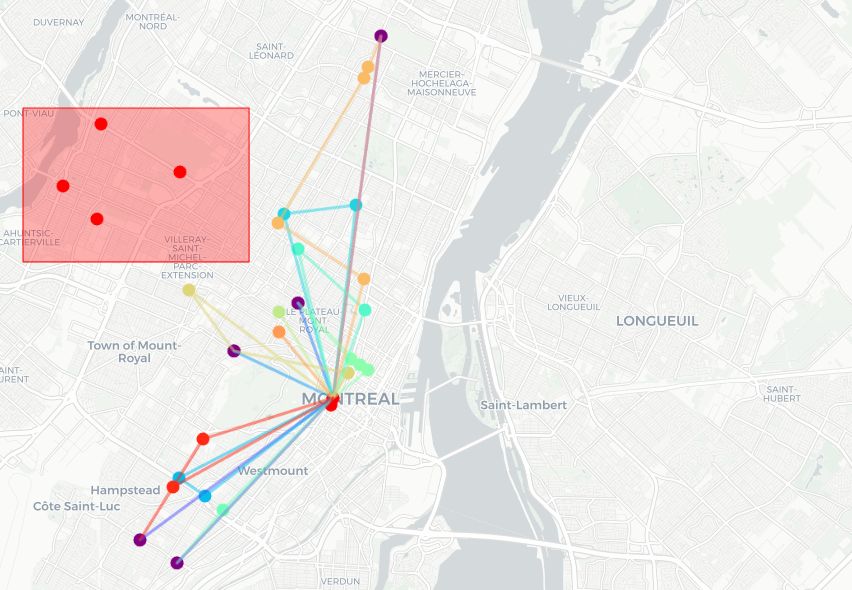 DUVERNAY
MONTRÉAL-
NORD
SAINT-
LÉONARD
MERCIER-
HOCHELAGA-
MAISONNEUVE
PONT-VIAU
AHUNTSIC-
CARTIERVILLE
VILLERAY-
SAINT-
MICHEL-
PARC-
EXTENSION
LE PLATEAU-
MONT-
ROYAL
VIEUX-
LONGUEUIL
LONGUEUIL
Town of Mount-
Royal
AINT-
URENT
MONTREAL
Saint-Lambert
SAINT-
HUBERT
Westmount
Hampstead
Côte Saint-Luc
VERDUN